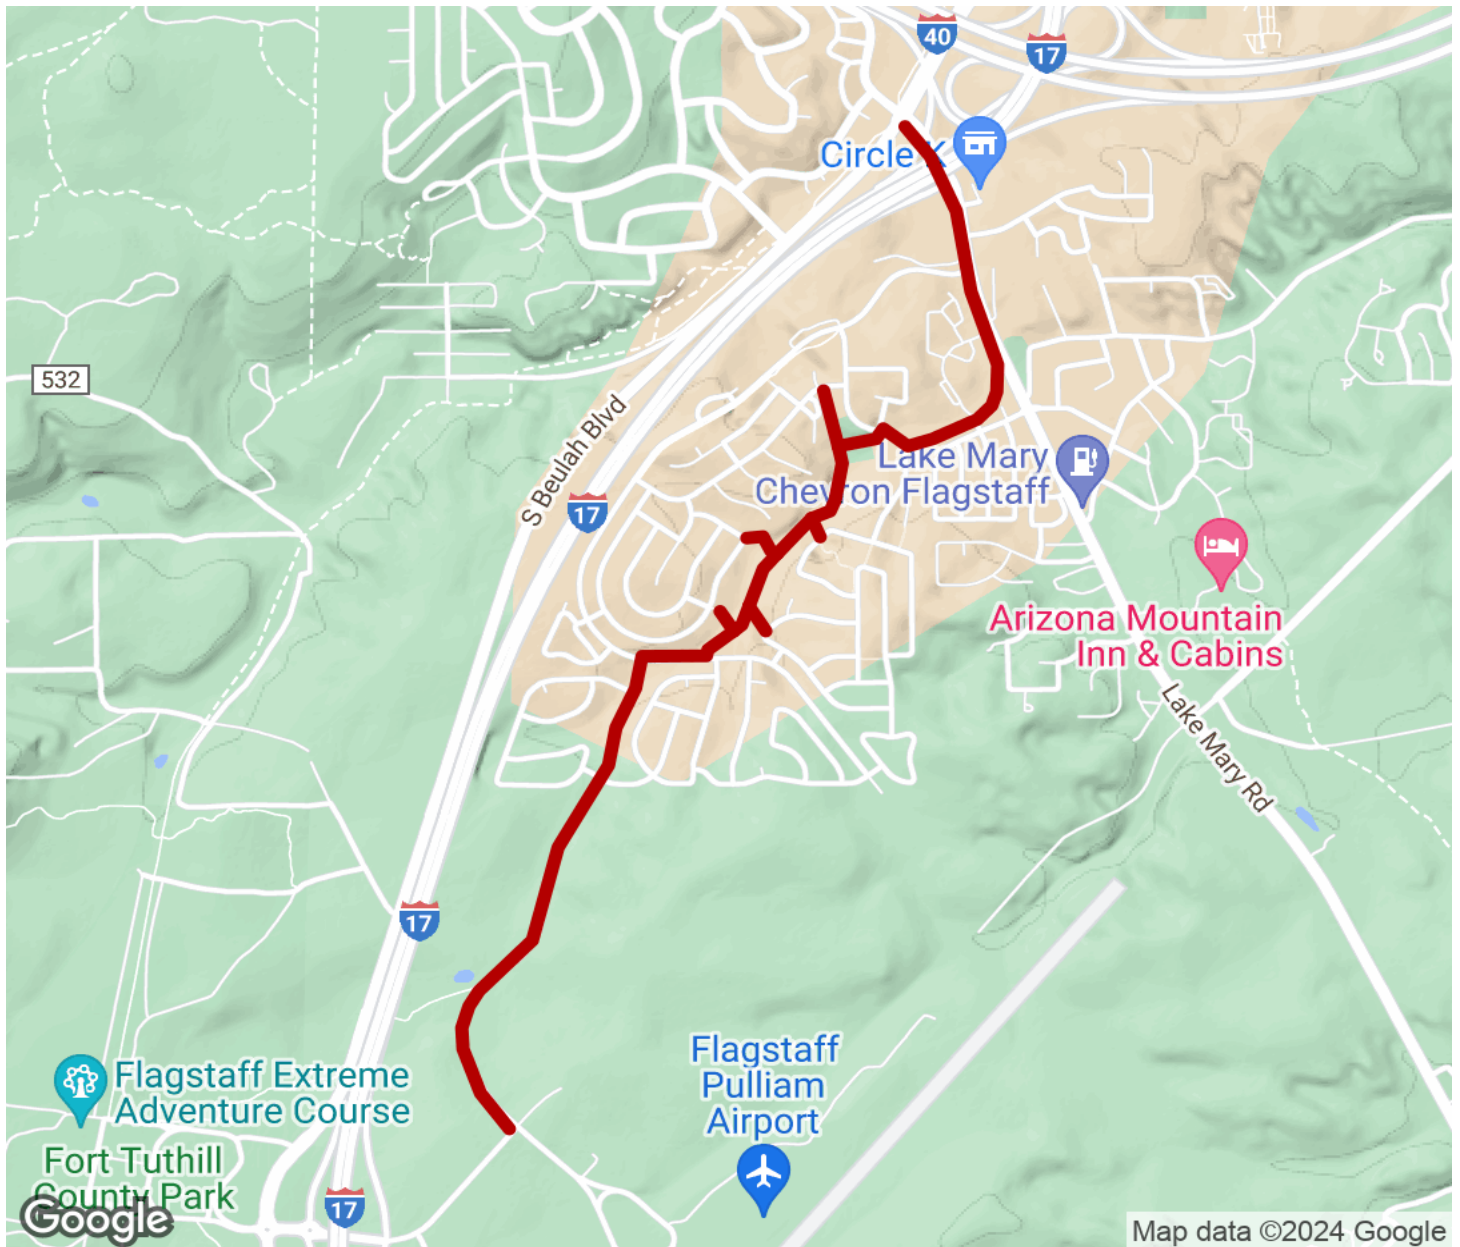 40
17
Circle K
532
S Beulah Blvd
17
Lake Mary
Chevron Flagstaff
Arizona Mountain
Inn & Cabins
Lake Mary Rd
17
Flagstaff
Pulliam
Airport
Flagstaff Extreme
Adventure Course
Fort Tuthill
County Park
17
Google
Map data ©2024 Google